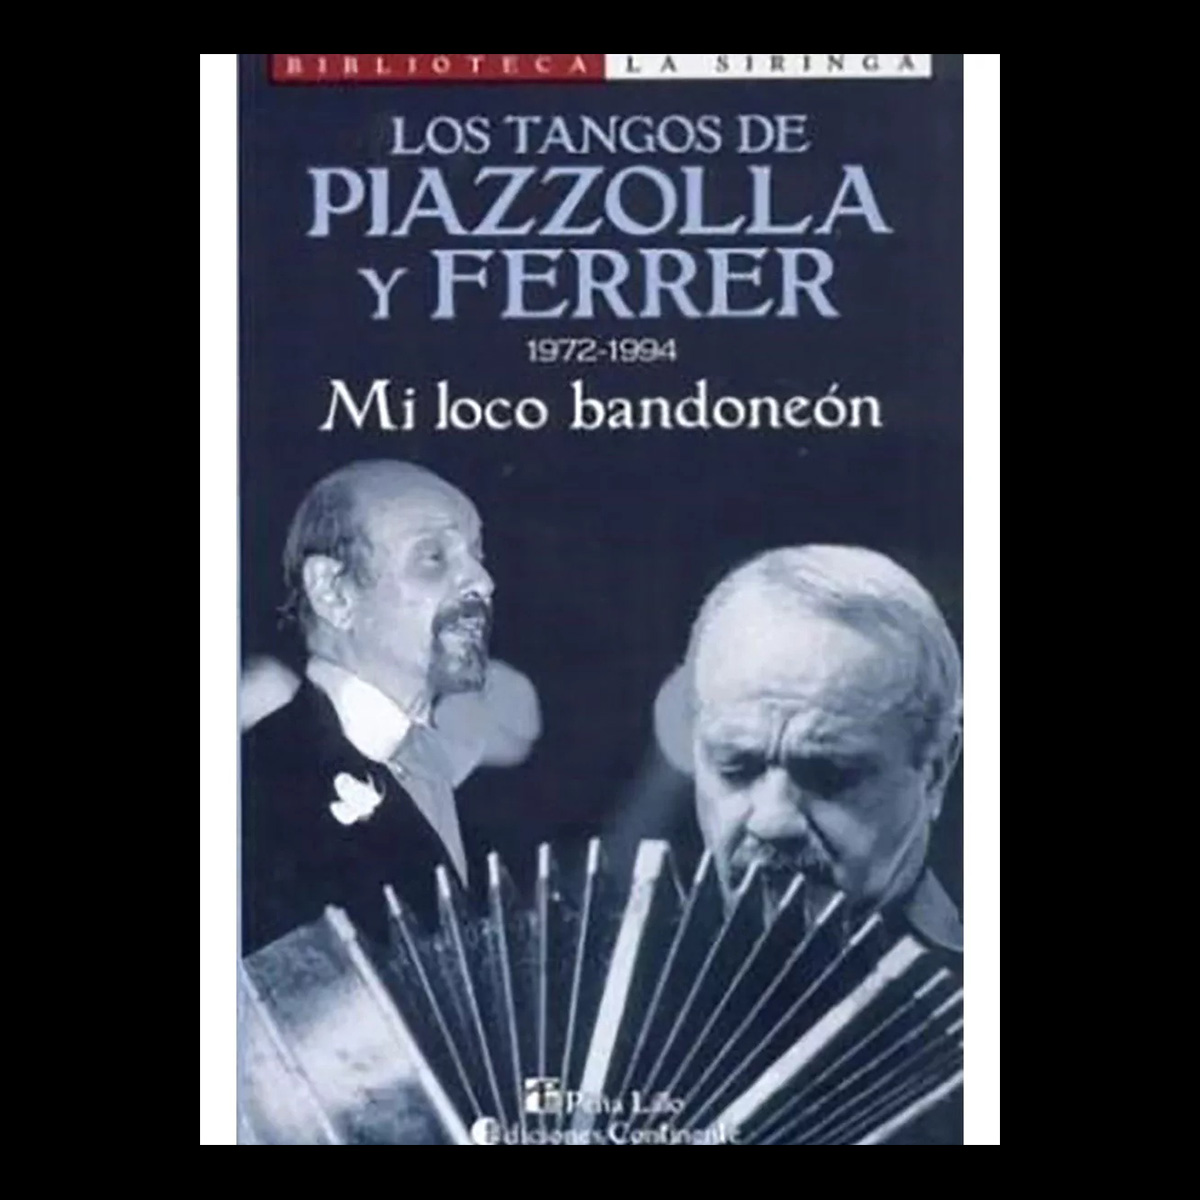 BIBLIOTECA LA SIRINGA
LOS TANGOS DE
PIAZZOLLA
Y FERRER
1972-1994
Mi loco bandoneón
Peña Lillo
Ediciones Continente